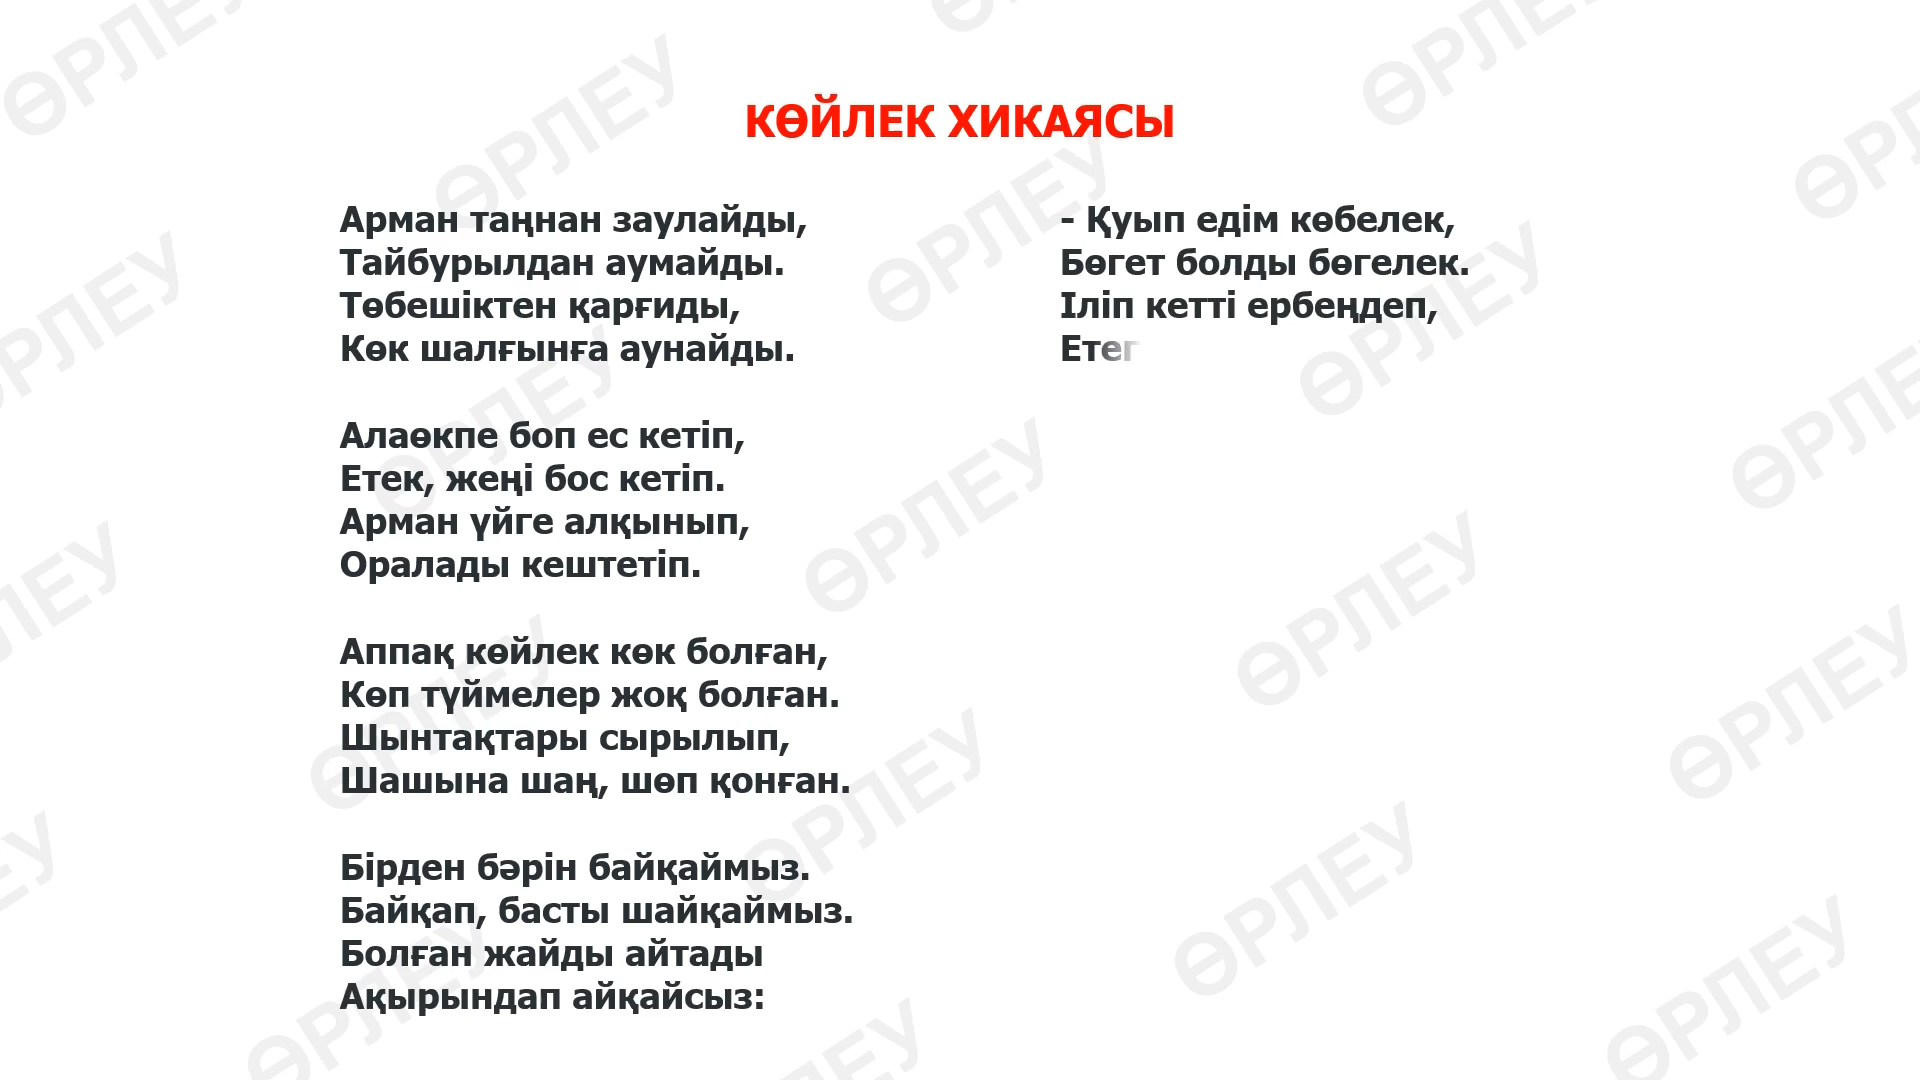 КӨЙЛЕК ХИКАЯСЫ
Арман таңнан заулайды,
Тайбурылдан аумайды.
Төбешіктен қарғиды,
Көк шалғынға аунайды.
Алаөкпе боп ес кетіп,
Етек, жеңі бос кетіп.
Арман үйге алқынып,
Оралады кештетіп.
Аппақ көйлек көк болған,
Көп түймелер жоқ болған.
Шынтақтары сырылып,
Шашына шаң, шөп қонған.
Бірден бәрін байқаймыз.
Байқап, басты шайқаймыз.
Болған жайды айтады
Ақырындап айқайсыз:
- Қуып едім көбелек,
Бөгет болды бөгелек.
Іліп кетті ербеңдеп,
ӨРЛЕУ